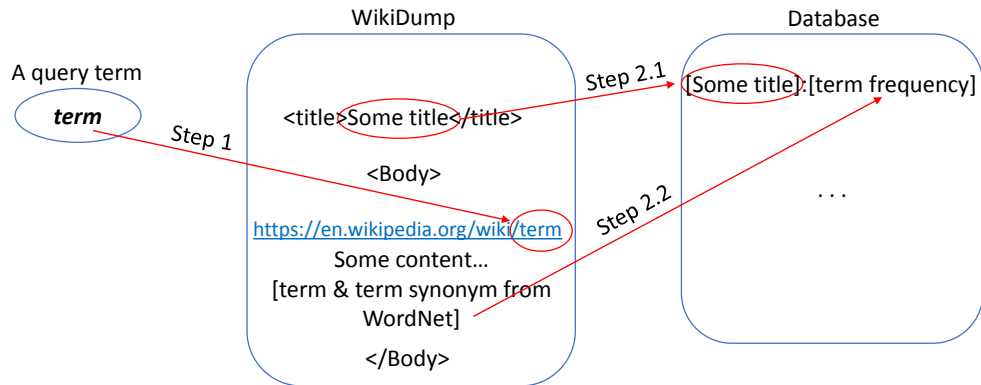 WikiDump
Database
A query term
term
Step 1
<title>Some title</title>
Step 2.1
[Some title]:[term frequency]
<Body>
. . .
Step 2.2
https://en.wikipedia.org/wiki/term
Some content...
[term & term synonym from
WordNet]
</Body>